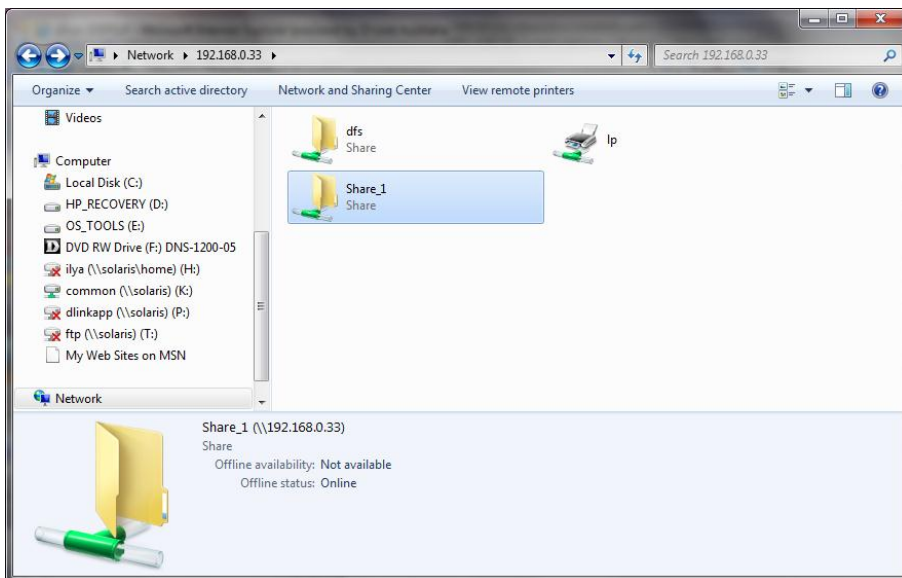 Network ▸ 192.168.0.33 ▸
Search 192.168.0.33
Organize
Search active directory
Network and Sharing Center
View remote printers
Videos
Computer
Local Disk (C:)
HP_RECOVERY (D:)
OS_TOOLS (E:)
DVD RW Drive (F:) DNS-1200-05
ilya (\\solaris\home) (H:)
common (\\solaris) (K:)
dlinkapp (\\solaris) (P:)
ftp (\\solaris) (T:)
My Web Sites on MSN
Network
dfs
Share
lp
Share_1
Share
Share_1 (\\192.168.0.33)
Share
Offline availability: Not available
Offline status: Online